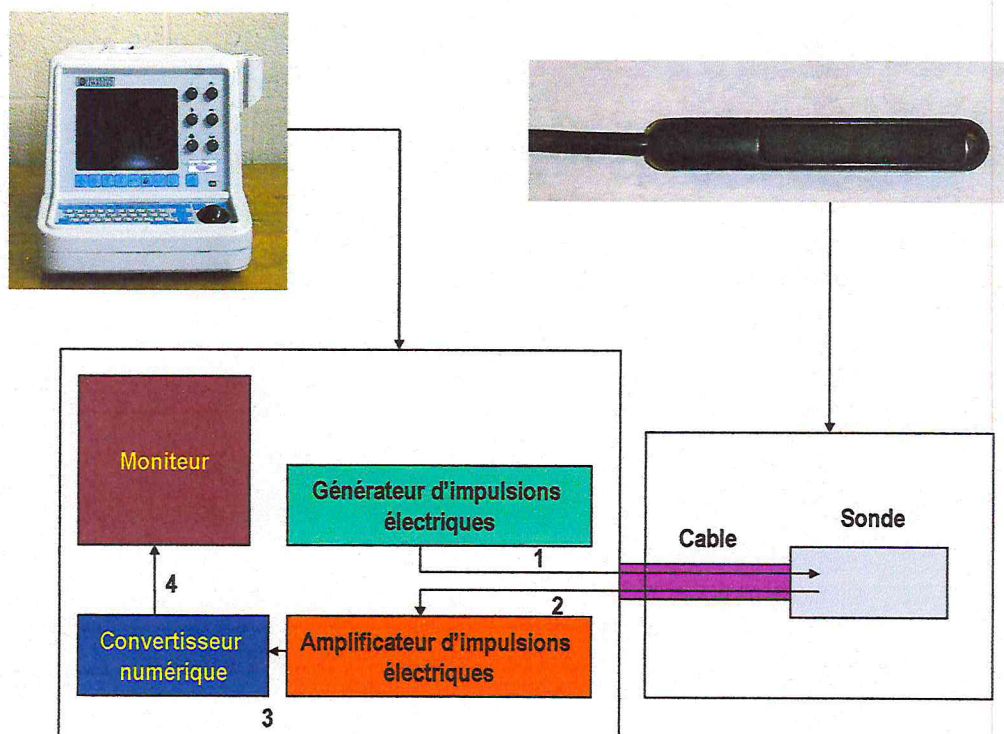 Moniteur
Générateur d'impulsions
électriques
1
Cable
Sonde
2
4
Convertisseur
numérique
Amplificateur d'impulsions
électriques
3